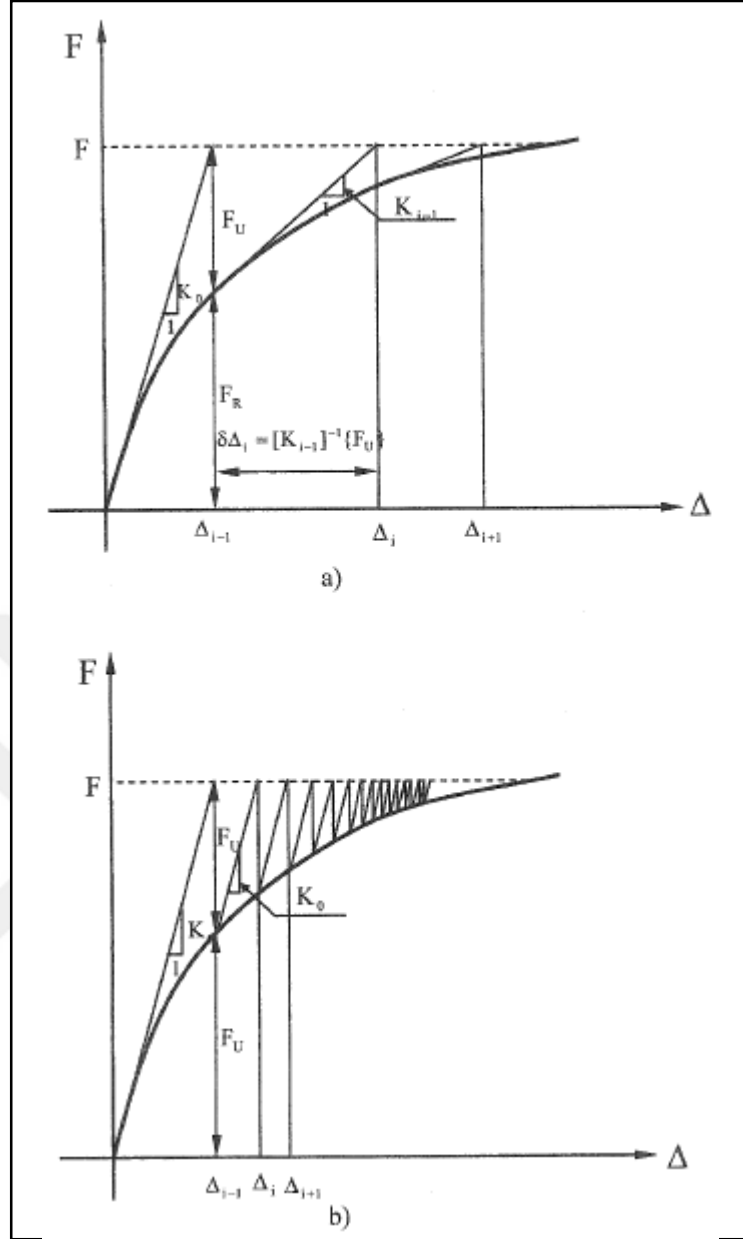 F
F
F_U
K_{i-1}
K_0
1
1
F_R
δΔ_i = [K_{i-1}]^{-1} {F_U}
Δ
Δ_{i-1}
Δ_i
Δ_{i+1}
a)
F
F
F_U
K_0
K
1
F_U
Δ
Δ_{i-1}
Δ_i
Δ_{i+1}
b)